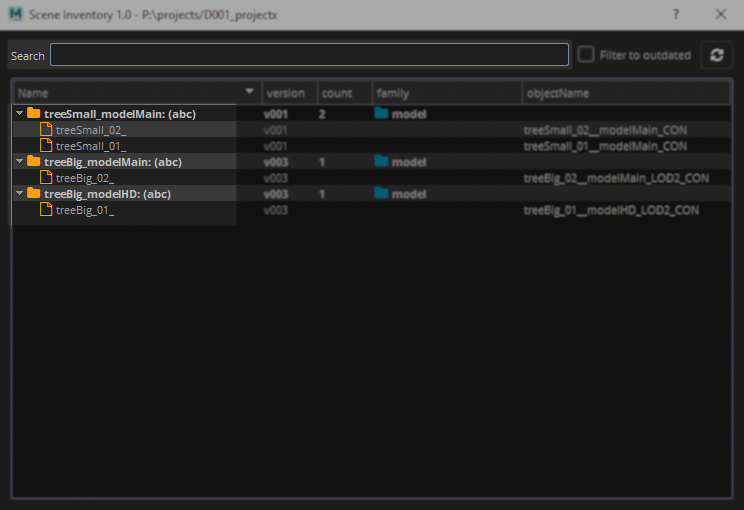 M Scene Inventory 1.0 - P:\projects/D001_projectx ?
Search Filter to outdated
Name version count family objectName
treeSmall_modelMain: (abc) v001 2 model
treeSmall_02_ v001 treeSmall_02__modelMain_CON
treeSmall_01_ v001 treeSmall_01__modelMain_CON
treeBig_modelMain: (abc) v003 1 model
treeBig_02_ v003 treeBig_02__modelMain_LOD2_CON
treeBig_modelHD: (abc) v003 1 model
treeBig_01_ v003 treeBig_01__modelHD_LOD2_CON